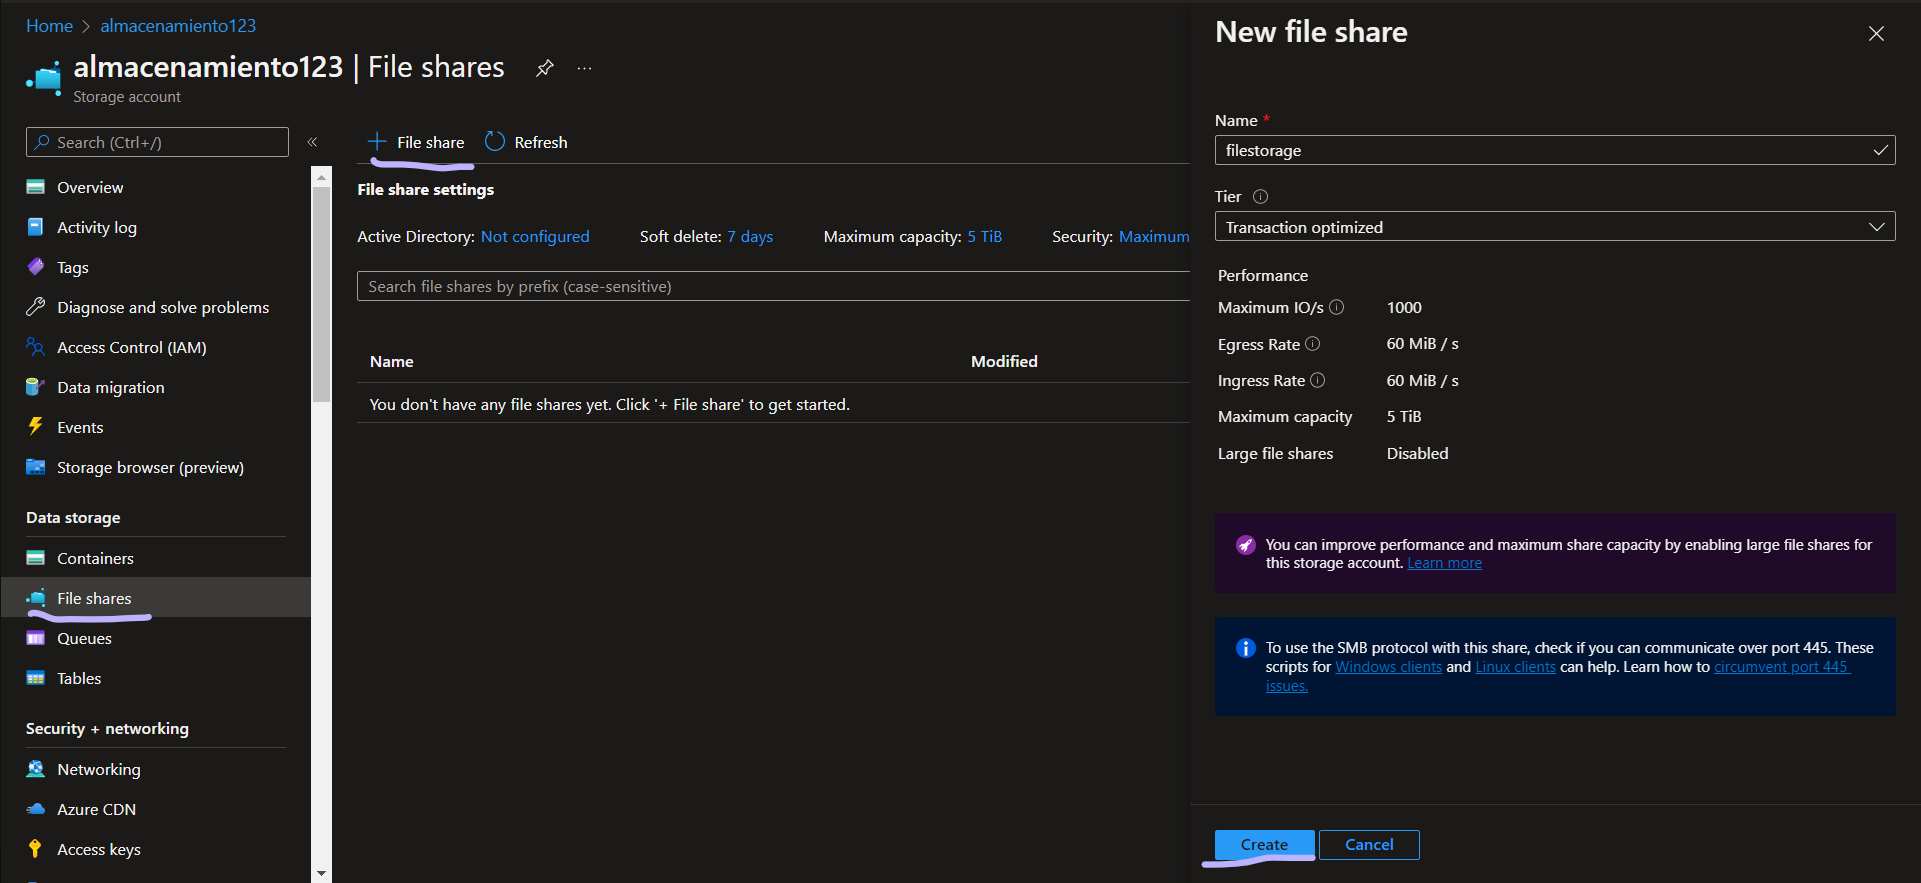 Home > almacenamiento123
almacenamiento123 | File shares ...
Storage account
Search (Ctrl+/)
«
Overview
Activity log
Tags
Diagnose and solve problems
Access Control (IAM)
Data migration
Events
Storage browser (preview)
Data storage
Containers
File shares
Queues
Tables
Security + networking
Networking
Azure CDN
Access keys
+ File share Refresh
File share settings
Active Directory: Not configured Soft delete: 7 days Maximum capacity: 5 TiB Security: Maximum
Search file shares by prefix (case-sensitive)
Name Modified
You don't have any file shares yet. Click '+ File share' to get started.
New file share
Name *
filestorage
Tier
Transaction optimized
Performance
Maximum IO/s 1000
Egress Rate 60 MiB / s
Ingress Rate 60 MiB / s
Maximum capacity 5 TiB
Large file shares Disabled
You can improve performance and maximum share capacity by enabling large file shares for
this storage account. Learn more
To use the SMB protocol with this share, check if you can communicate over port 445. These
scripts for Windows clients and Linux clients can help. Learn how to circumvent port 445
issues.
Create Cancel